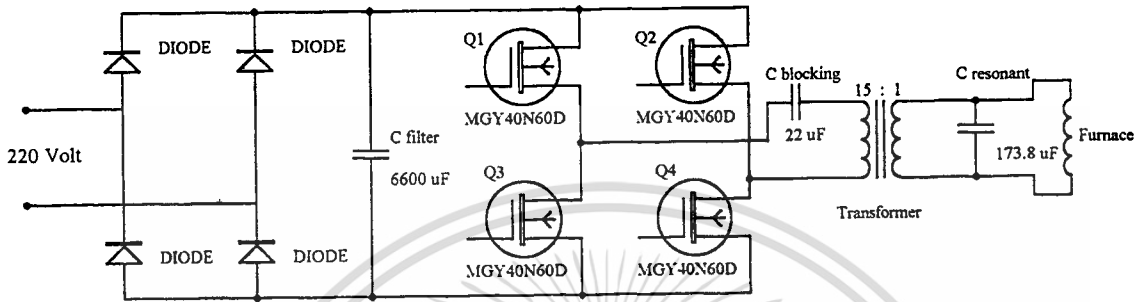 DIODE
DIODE
Q1
Q2
C blocking
15 : 1
C resonant
MGY40N60D
MGY40N60D
22 uF
C filter
220 Volt
6600 uF
173.8 uF
Furnace
Q3
Q4
Transformer
DIODE
DIODE
MGY40N60D
MGY40N60D